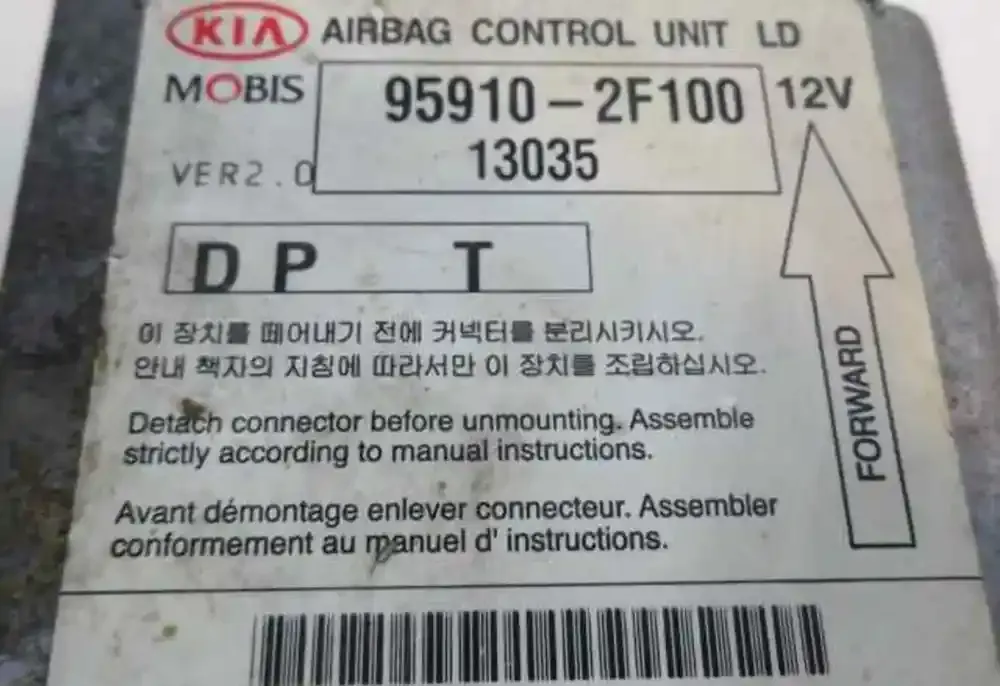 KIA AIRBAG CONTROL UNIT LD
MOBIS 95910-2F100 12V
13035
VER2.0
D P T
이 장치를 떼어내기 전에 커넥터를 분리시키시오.
안내 책자의 지침에 따라서만 이 장치를 조립하십시오.
Detach connector before unmounting. Assemble
strictly according to manual instructions.
Avant démontage enlever connecteur. Assembler
conformement au manuel d' instructions.
FORWARD